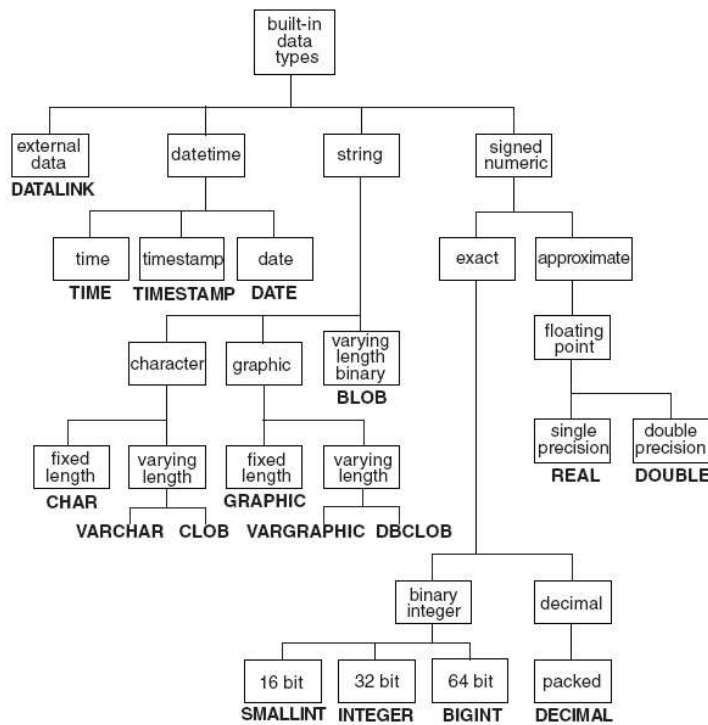 built-in
data
types
external
data
datetime
string
signed
numeric
DATALINK
time
timestamp
date
exact
approximate
TIME
TIMESTAMP
DATE
character
graphic
varying
length
binary
floating
point
BLOB
fixed
length
varying
length
fixed
length
varying
length
single
precision
double
precision
CHAR
GRAPHIC
REAL
DOUBLE
VARCHAR
CLOB
VARGRAPHIC
DBCLOB
binary
integer
decimal
16 bit
32 bit
64 bit
packed
SMALLINT
INTEGER
BIGINT
DECIMAL